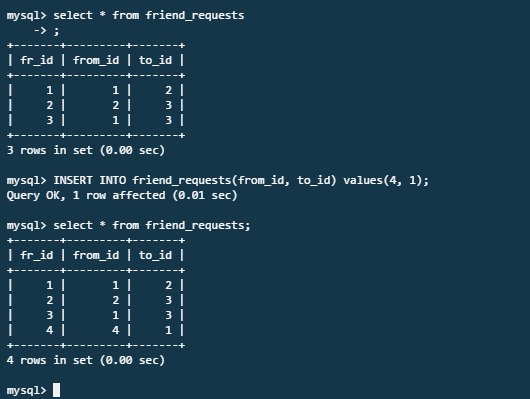 mysql> select * from friend_requests
    -> ;
+-------+---------+-------+
| fr_id | from_id | to_id |
+-------+---------+-------+
|     1 |       1 |     2 |
|     2 |       2 |     3 |
|     3 |       1 |     3 |
+-------+---------+-------+
3 rows in set (0.00 sec)

mysql> INSERT INTO friend_requests(from_id, to_id) values(4, 1);
Query OK, 1 row affected (0.01 sec)

mysql> select * from friend_requests;
+-------+---------+-------+
| fr_id | from_id | to_id |
+-------+---------+-------+
|     1 |       1 |     2 |
|     2 |       2 |     3 |
|     3 |       1 |     3 |
|     4 |       4 |     1 |
+-------+---------+-------+
4 rows in set (0.00 sec)

mysql>